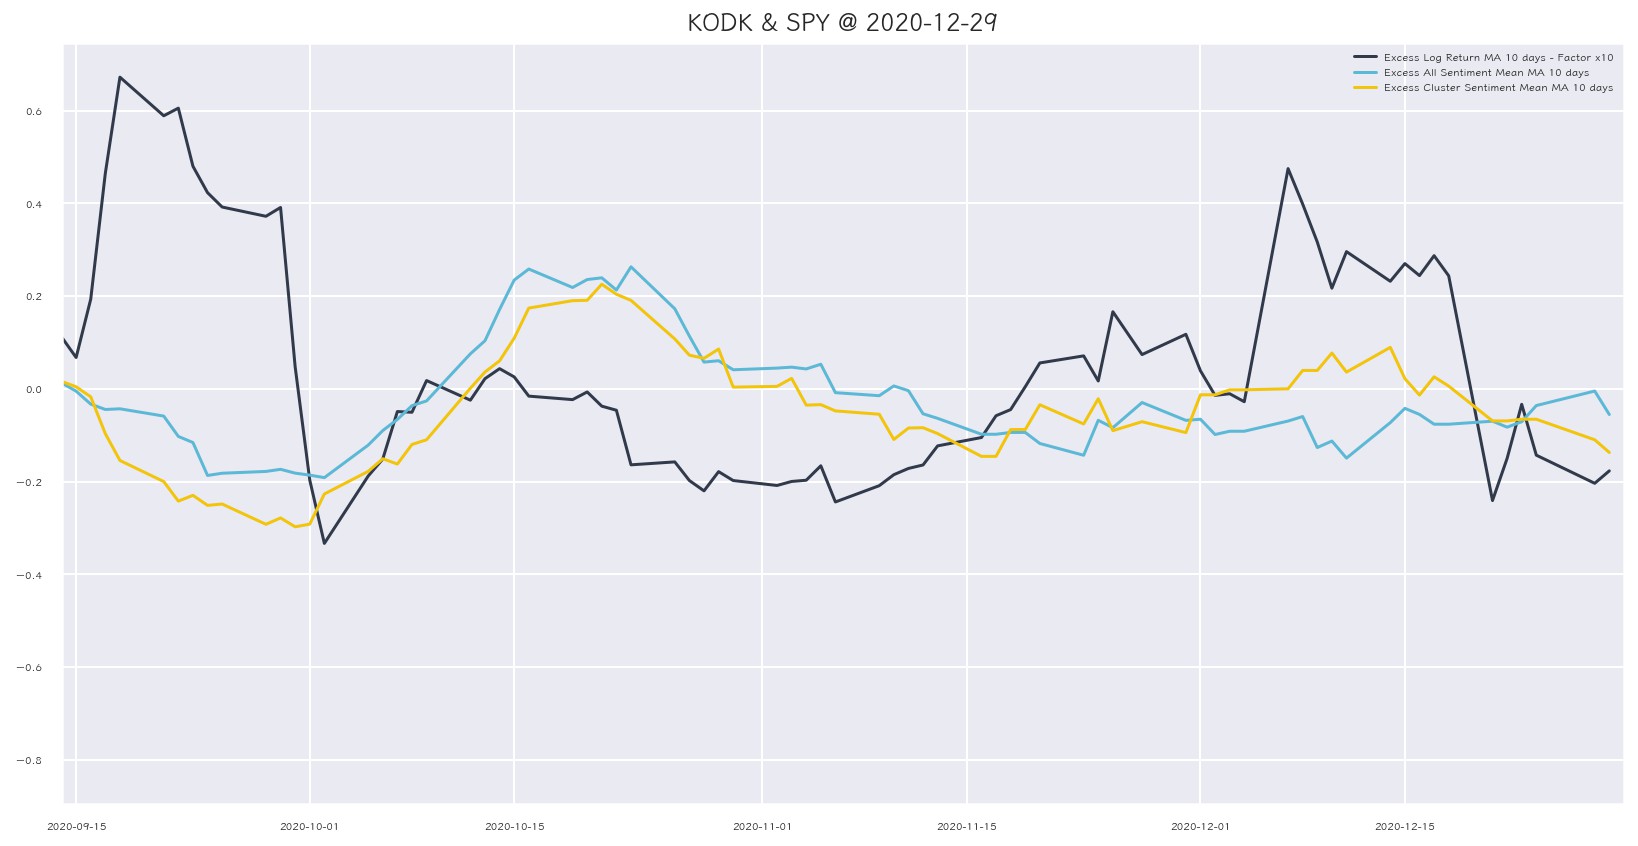 KODK & SPY @ 2020-12-29
Excess Log Return MA 10 days - Factor x10
Excess All Sentiment Mean MA 10 days
Excess Cluster Sentiment Mean MA 10 days
0.6
0.4
0.2
0.0
−0.2
−0.4
−0.6
−0.8
2020-09-15 2020-10-01 2020-10-15 2020-11-01 2020-11-15 2020-12-01 2020-12-15